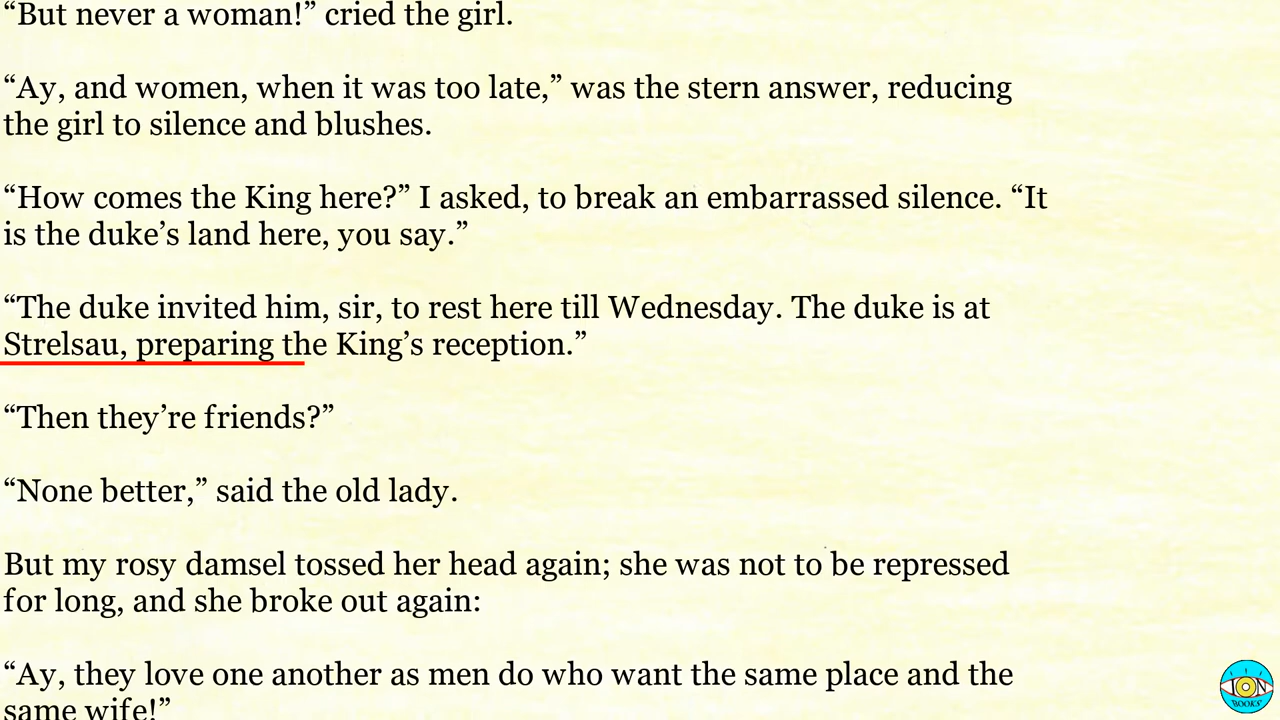 “But never a woman!” cried the girl.
“Ay, and women, when it was too late,” was the stern answer, reducing
the girl to silence and blushes.
“How comes the King here?” I asked, to break an embarrassed silence. “It
is the duke’s land here, you say.”
“The duke invited him, sir, to rest here till Wednesday. The duke is at
Strelsau, preparing the King’s reception.”
“Then they’re friends?”
“None better,” said the old lady.
But my rosy damsel tossed her head again; she was not to be repressed
for long, and she broke out again:
“Ay, they love one another as men do who want the same place and the
same wife!”
ION
BOOKS